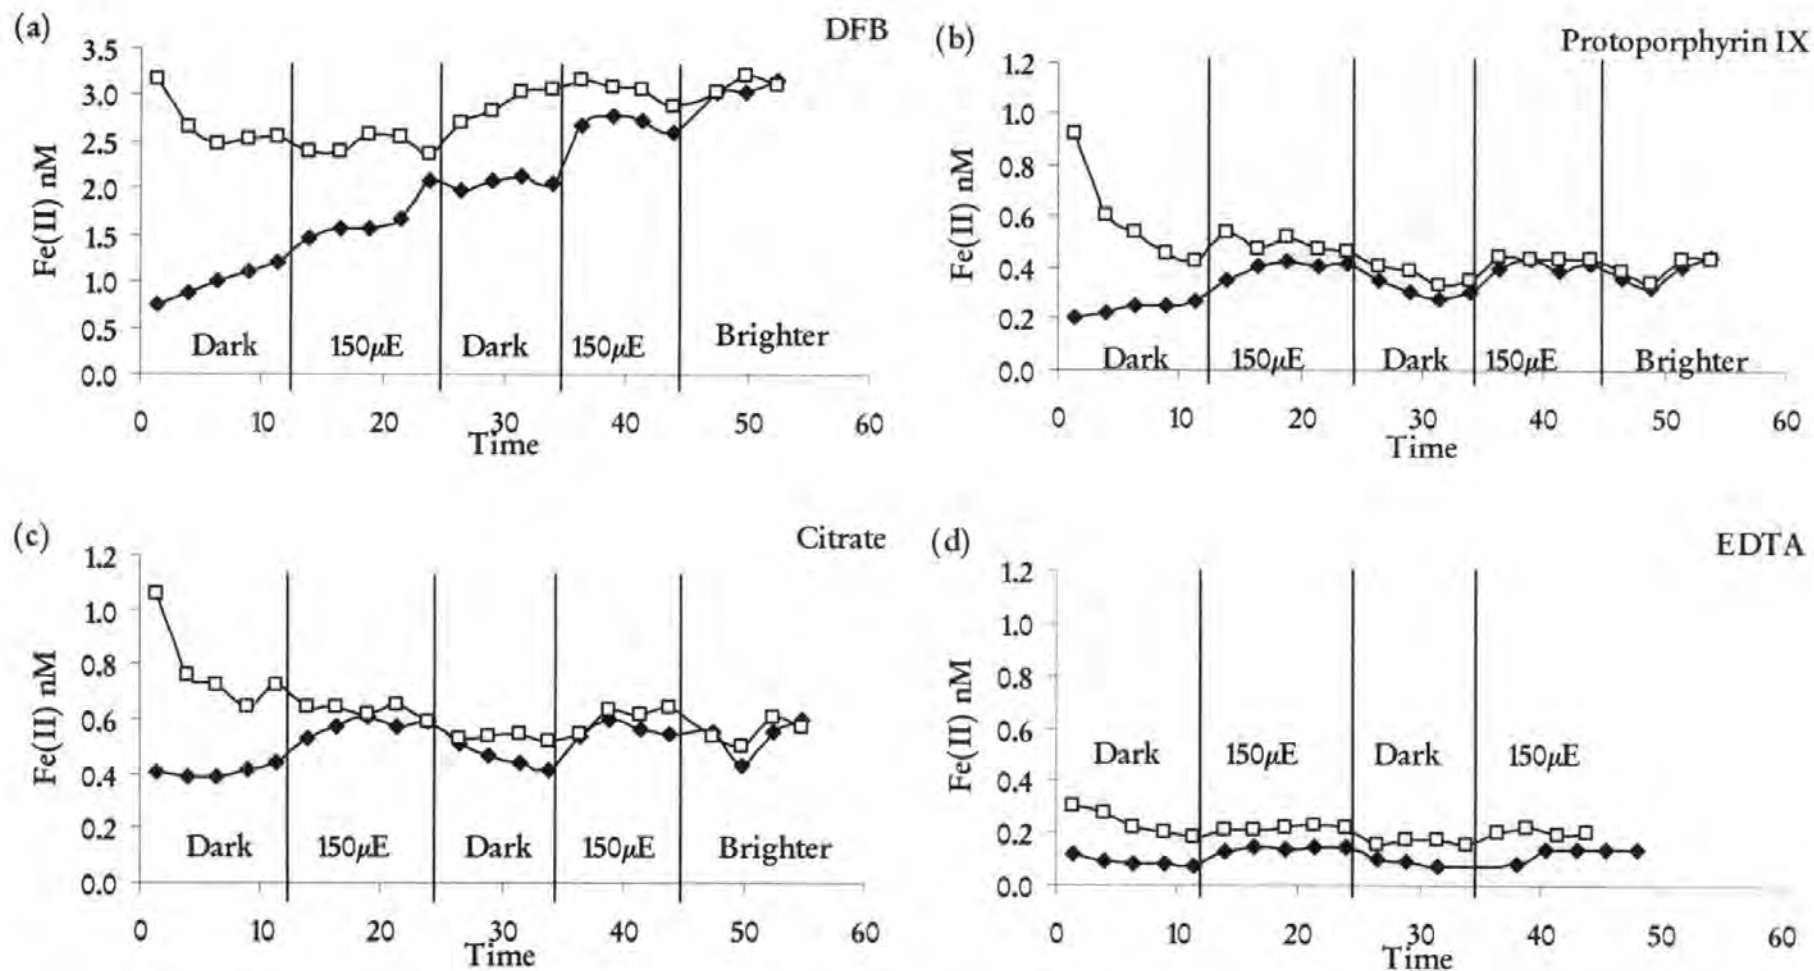 (a)
DFB
3.5
3.0
2.5
2.0
1.5
1.0
0.5
0.0
Fe(II) nM
Dark
150µE
Dark
150µE
Brighter
0 10 20 30 40 50 60
Time
(b)
Protoporphyrin IX
1.2
1.0
0.8
0.6
0.4
0.2
0.0
Fe(II) nM
Dark
150µE
Dark
150µE
Brighter
0 10 20 30 40 50 60
Time
(c)
Citrate
1.2
1.0
0.8
0.6
0.4
0.2
0.0
Fe(II) nM
Dark
150µE
Dark
150µE
Brighter
0 10 20 30 40 50 60
Time
(d)
EDTA
1.2
1.0
0.8
0.6
0.4
0.2
0.0
Fe(II) nM
Dark
150µE
Dark
150µE
0 10 20 30 40 50 60
Time